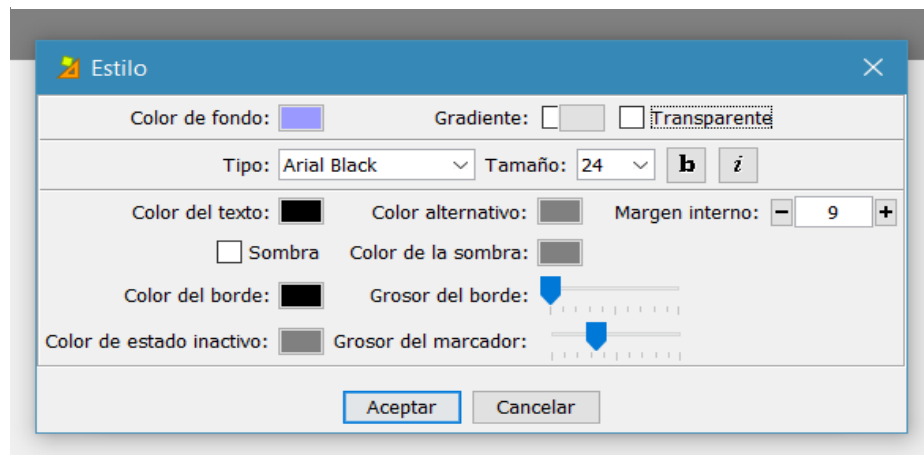 Estilo
Color de fondo: Gradiente: Transparente
Tipo: Arial Black Tamaño: 24 b i
Color del texto: Color alternativo: Margen interno: - 9 +
Sombra Color de la sombra:
Color del borde: Grosor del borde:
Color de estado inactivo: Grosor del marcador:
Aceptar Cancelar